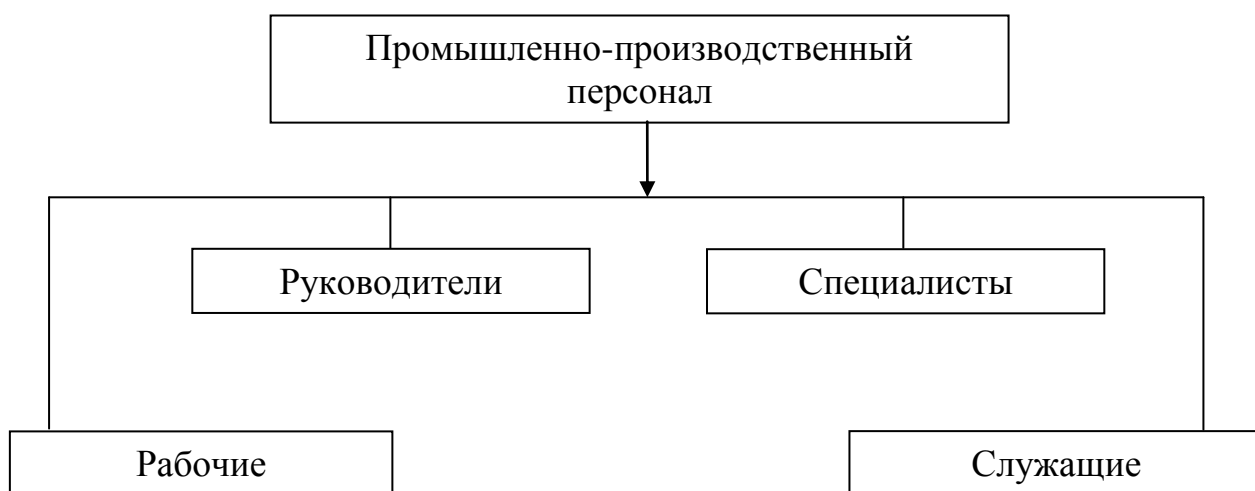 Промышленно-производственный
персонал
Руководители
Специалисты
Рабочие
Служащие